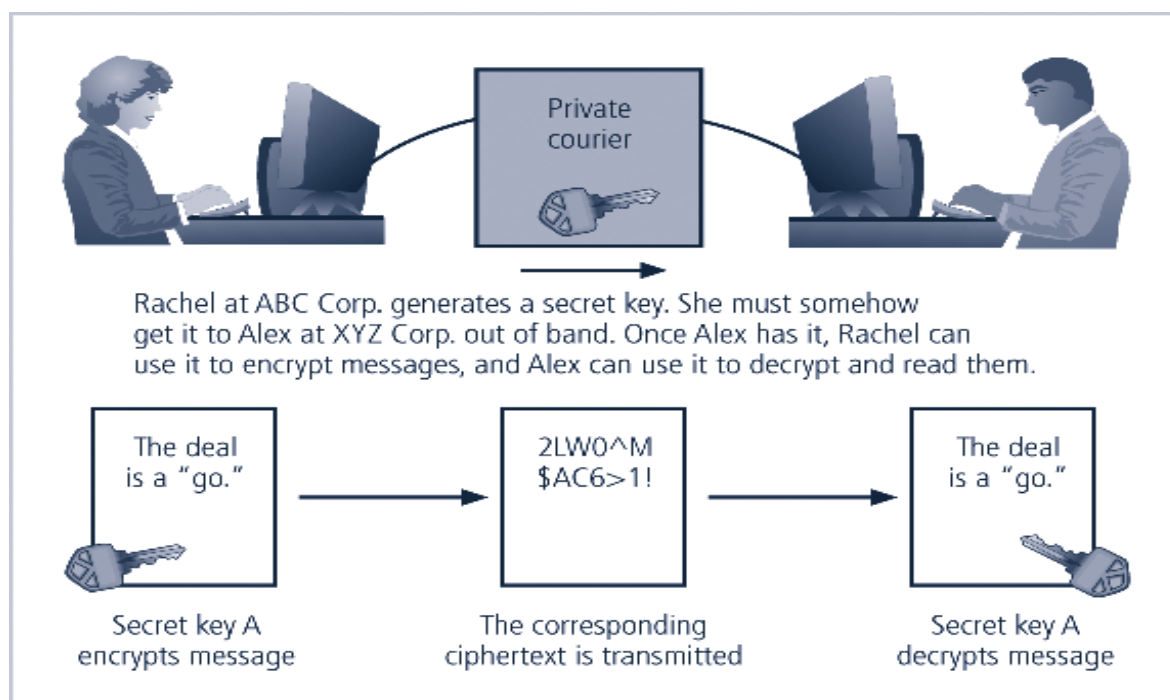 Private
courier
Rachel at ABC Corp. generates a secret key. She must somehow
get it to Alex at XYZ Corp. out of band. Once Alex has it, Rachel can
use it to encrypt messages, and Alex can use it to decrypt and read them.
The deal
is a “go.”
2LW0^M
$AC6>1!
The deal
is a “go.”
Secret key A
encrypts message
The corresponding
ciphertext is transmitted
Secret key A
decrypts message